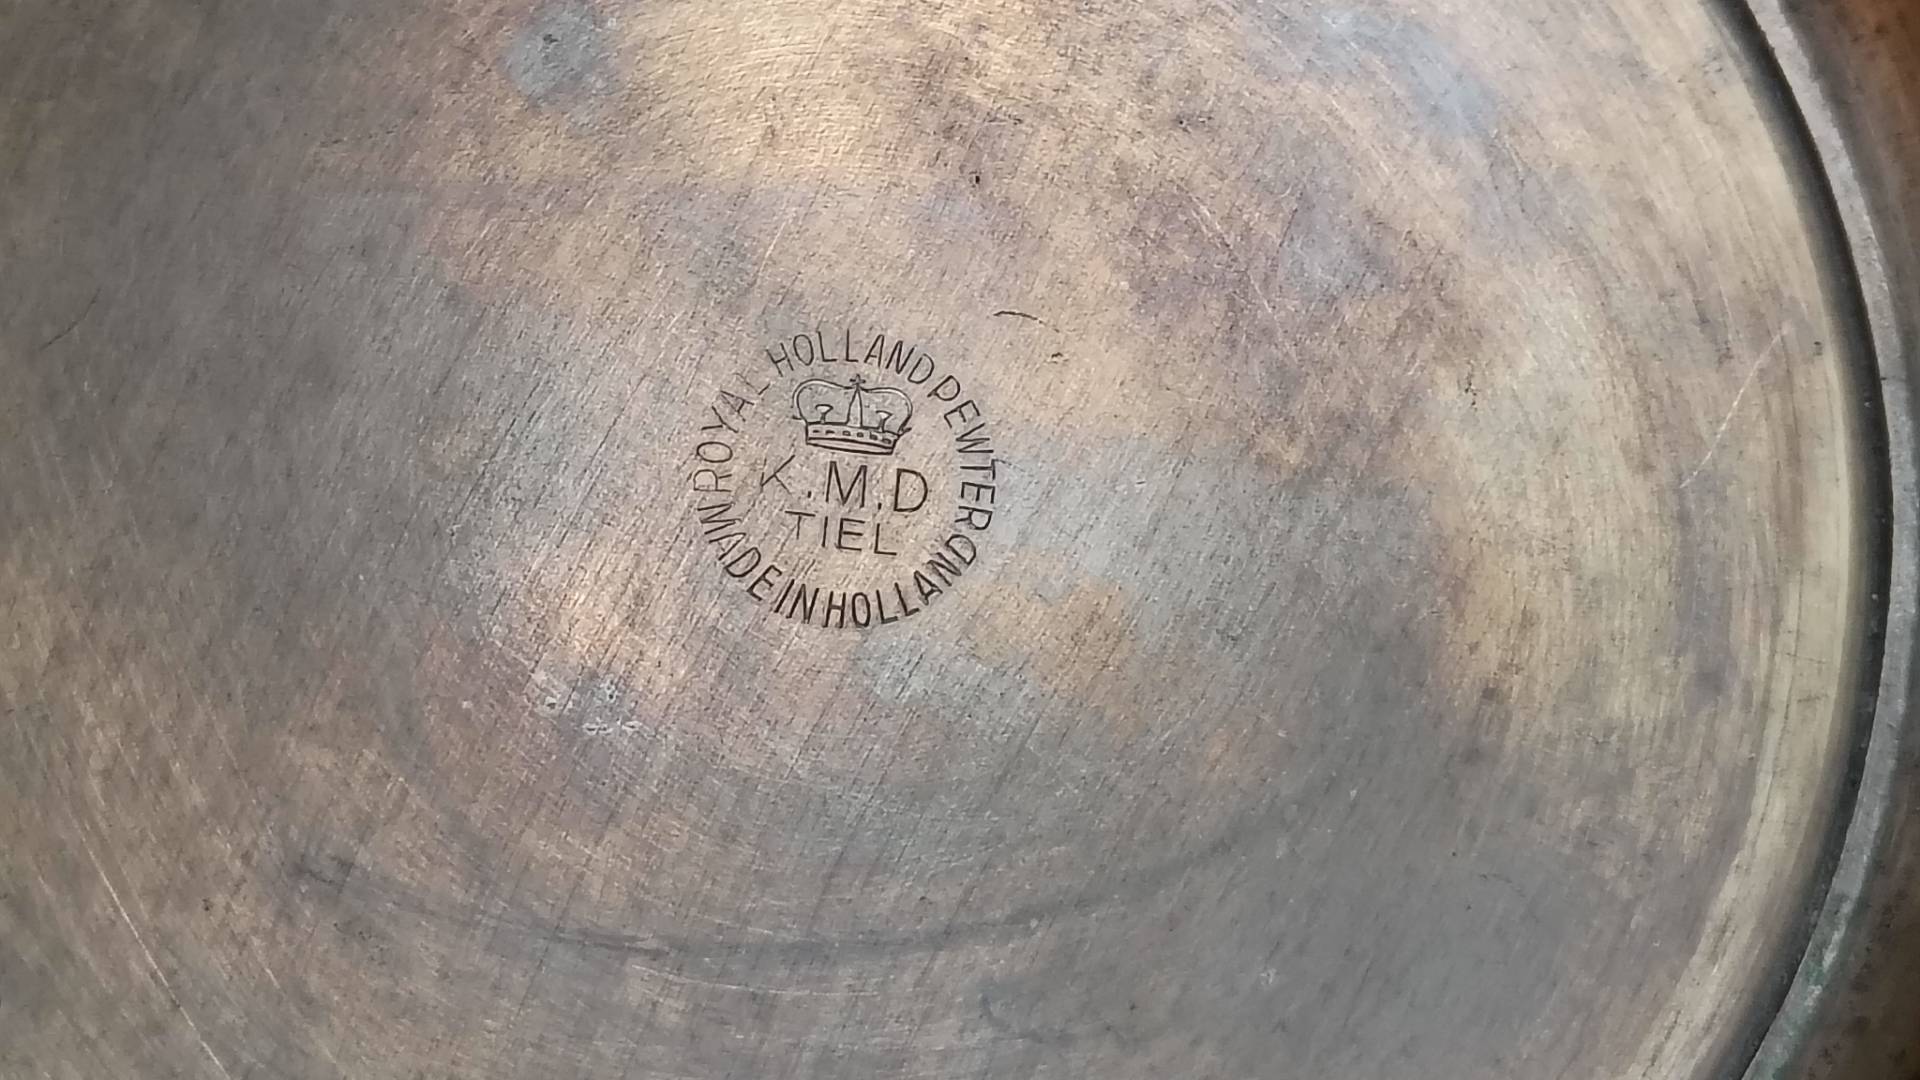 ROYAL HOLLAND PEWTER
K.M.D
TIEL
MADE IN HOLLAND